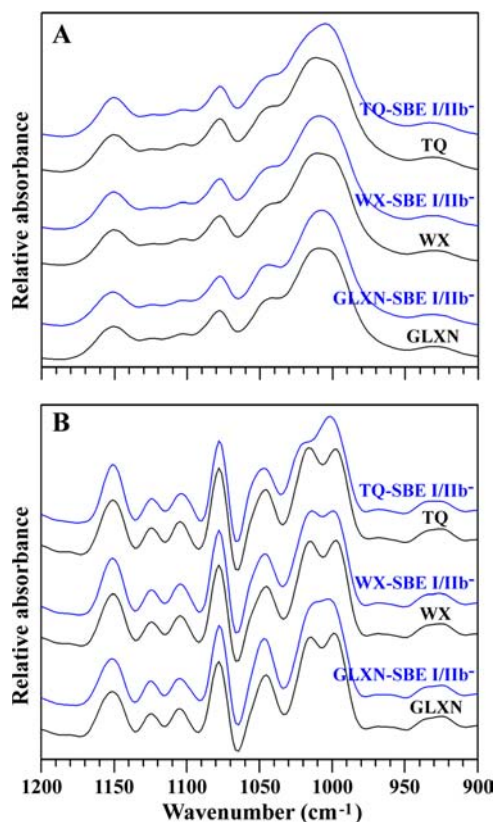 A
Relative absorbance
TQ-SBE I/IIb⁻
TQ
WX-SBE I/IIb⁻
WX
GLXN-SBE I/IIb⁻
GLXN
B
Relative absorbance
TQ-SBE I/IIb⁻
TQ
WX-SBE I/IIb⁻
WX
GLXN-SBE I/IIb⁻
GLXN
1200 1150 1100 1050 1000 950 900
Wavenumber (cm⁻¹)